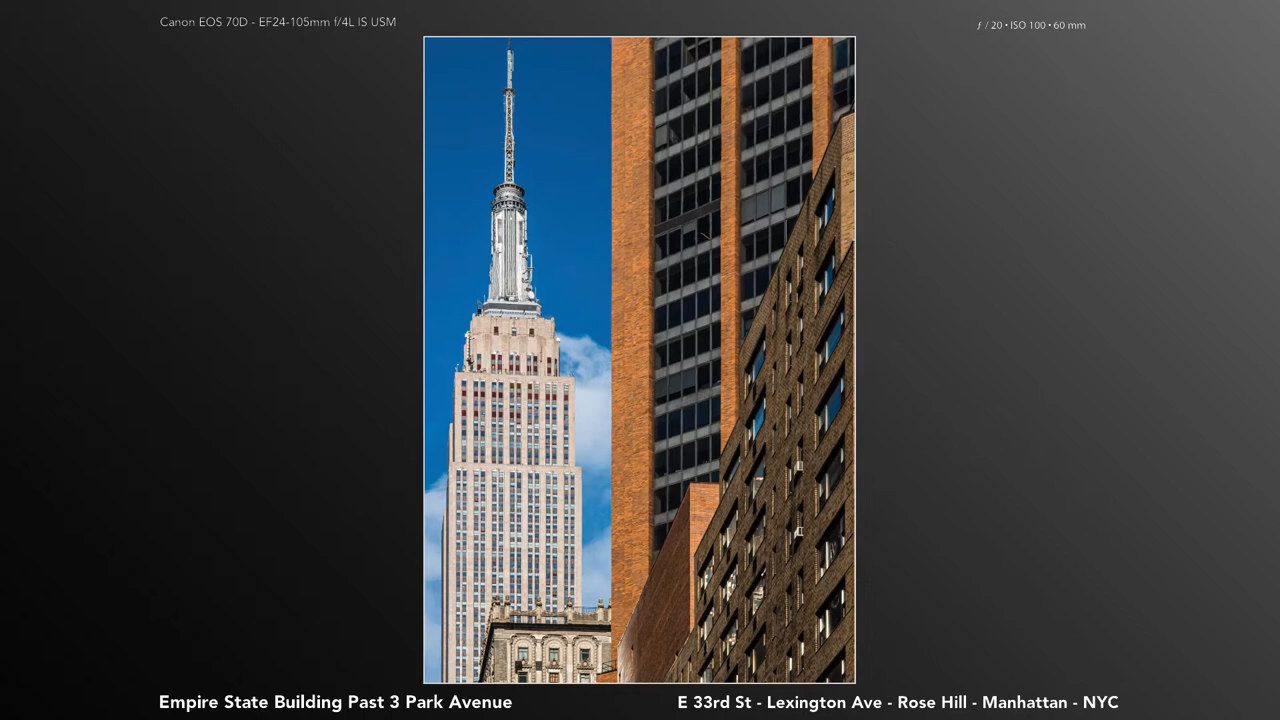 Canon EOS 70D - EF24-105mm f/4L IS USM
ƒ / 20 • ISO 100 • 60 mm
Empire State Building Past 3 Park Avenue
E 33rd St - Lexington Ave - Rose Hill - Manhattan - NYC